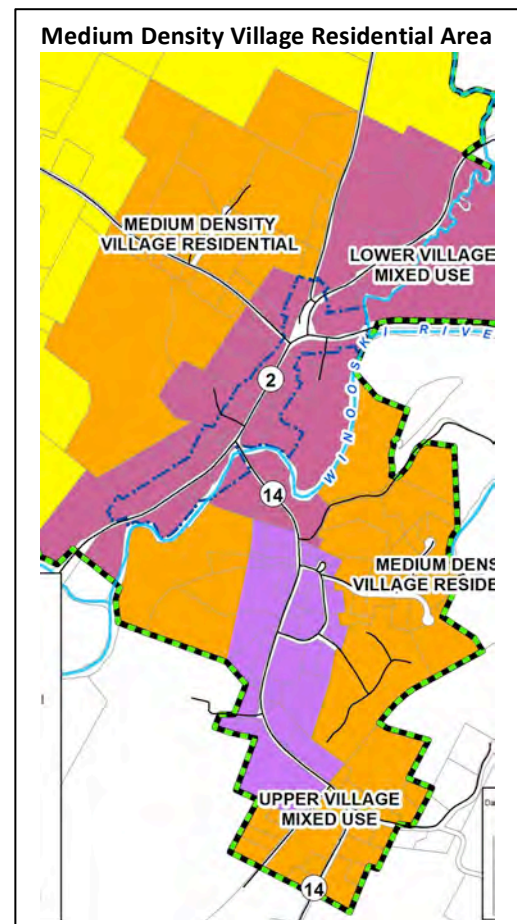 Medium Density Village Residential Area
MEDIUM DENSITY
VILLAGE RESIDENTIAL
LOWER VILLAGE
MIXED USE
WINOOSKI RIVE
2
14
MEDIUM DENS
VILLAGE RESIDE
UPPER VILLAGE
MIXED USE
14